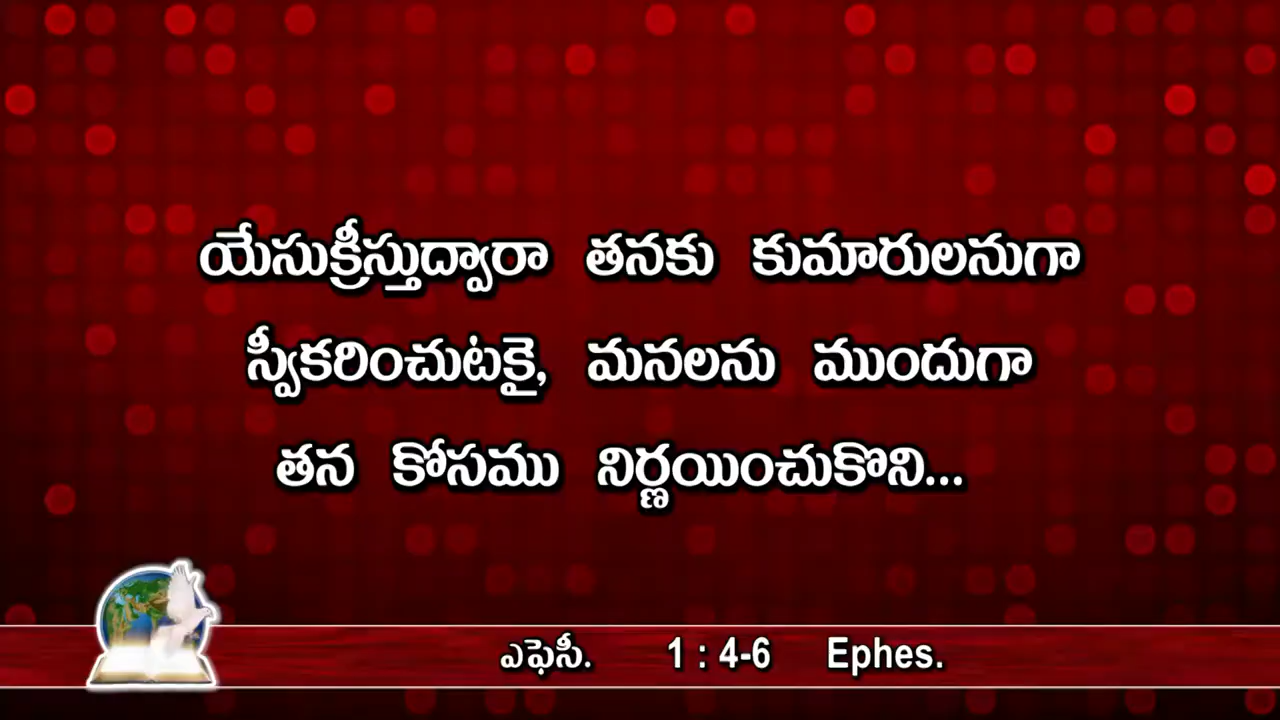 యేసుక్రీస్తుద్వారా తనకు కుమారులనుగా
స్వీకరించుటకై, మనలను ముందుగా
తన కోసము నిర్ణయించుకొని...
ఎఫెసీ. 1 : 4-6 Ephes.